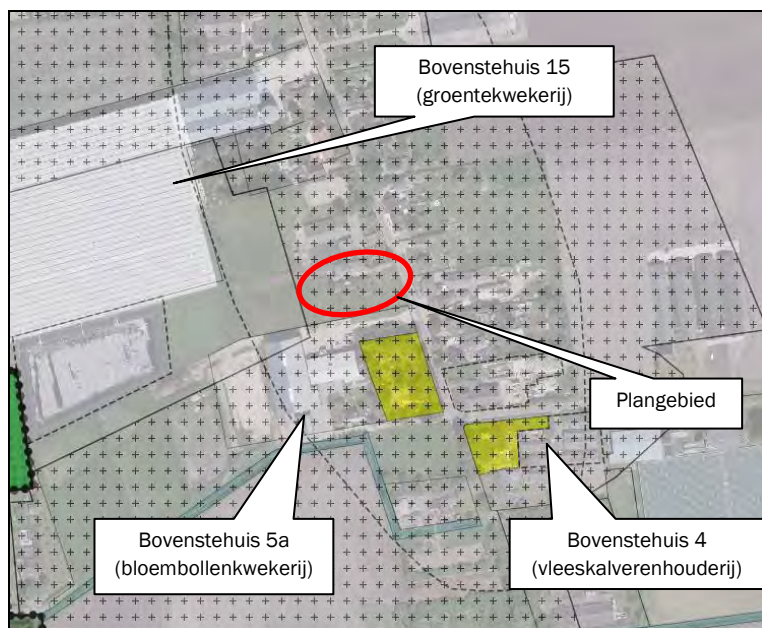 Bovenstehuis 15
(groentekwekerij)
Plangebied
Bovenstehuis 5a
(bloembollenkwekerij)
Bovenstehuis 4
(vleeskalverenhouderij)